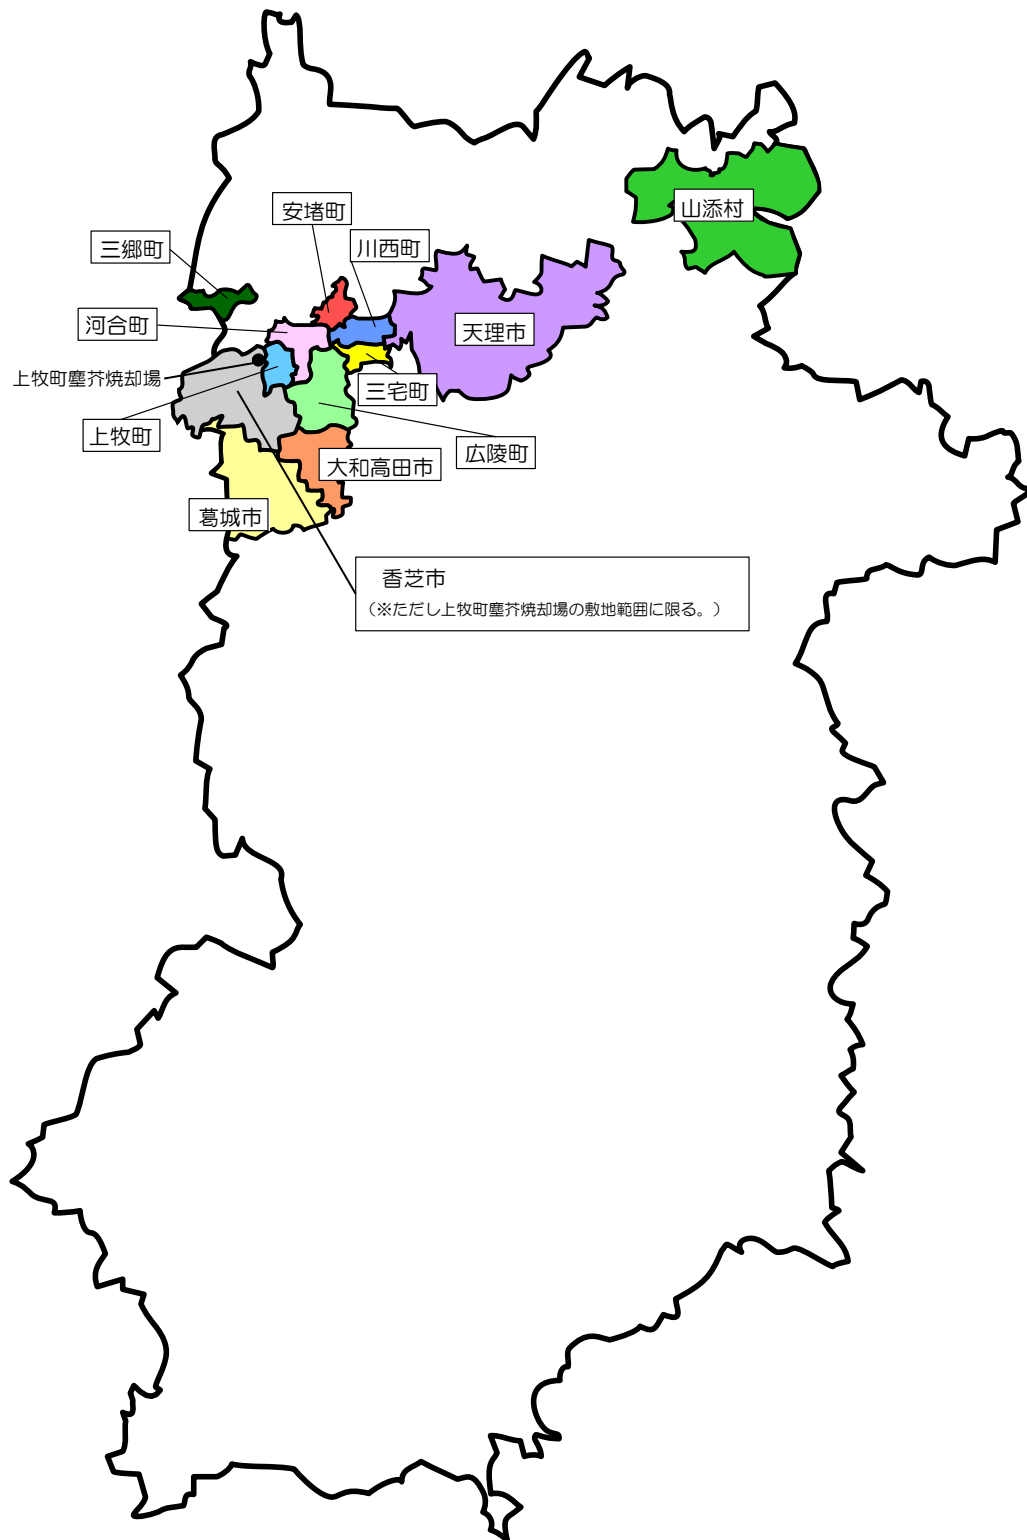 山添村
安堵町
川西町
三郷町
河合町
天理市
上牧町塵芥焼却場
三宅町
上牧町
広陵町
大和高田市
葛城市
香芝市
（※ただし上牧町塵芥焼却場の敷地範囲に限る。）